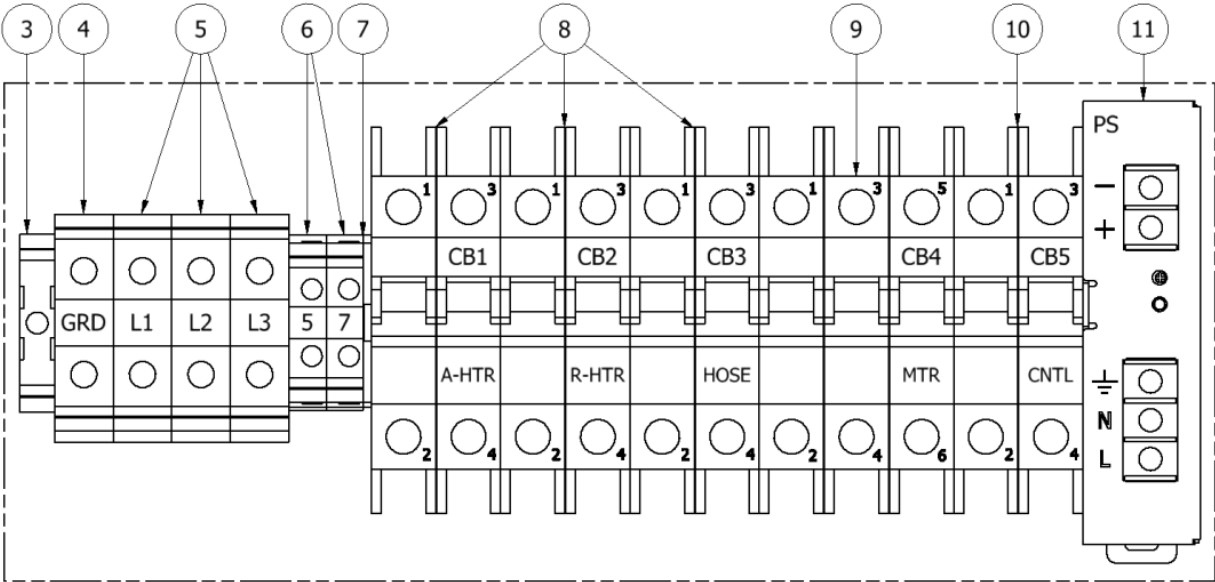 3 4 5 6 7 8 9 10 11
PS
1 3 1 3 1 3 1 3 5 1 3
-
+
CB1 CB2 CB3 CB4 CB5
GRD L1 L2 L3 5 7
A-HTR R-HTR HOSE MTR CNTL
N
2 4 2 4 2 4 2 4 6 2 4
L